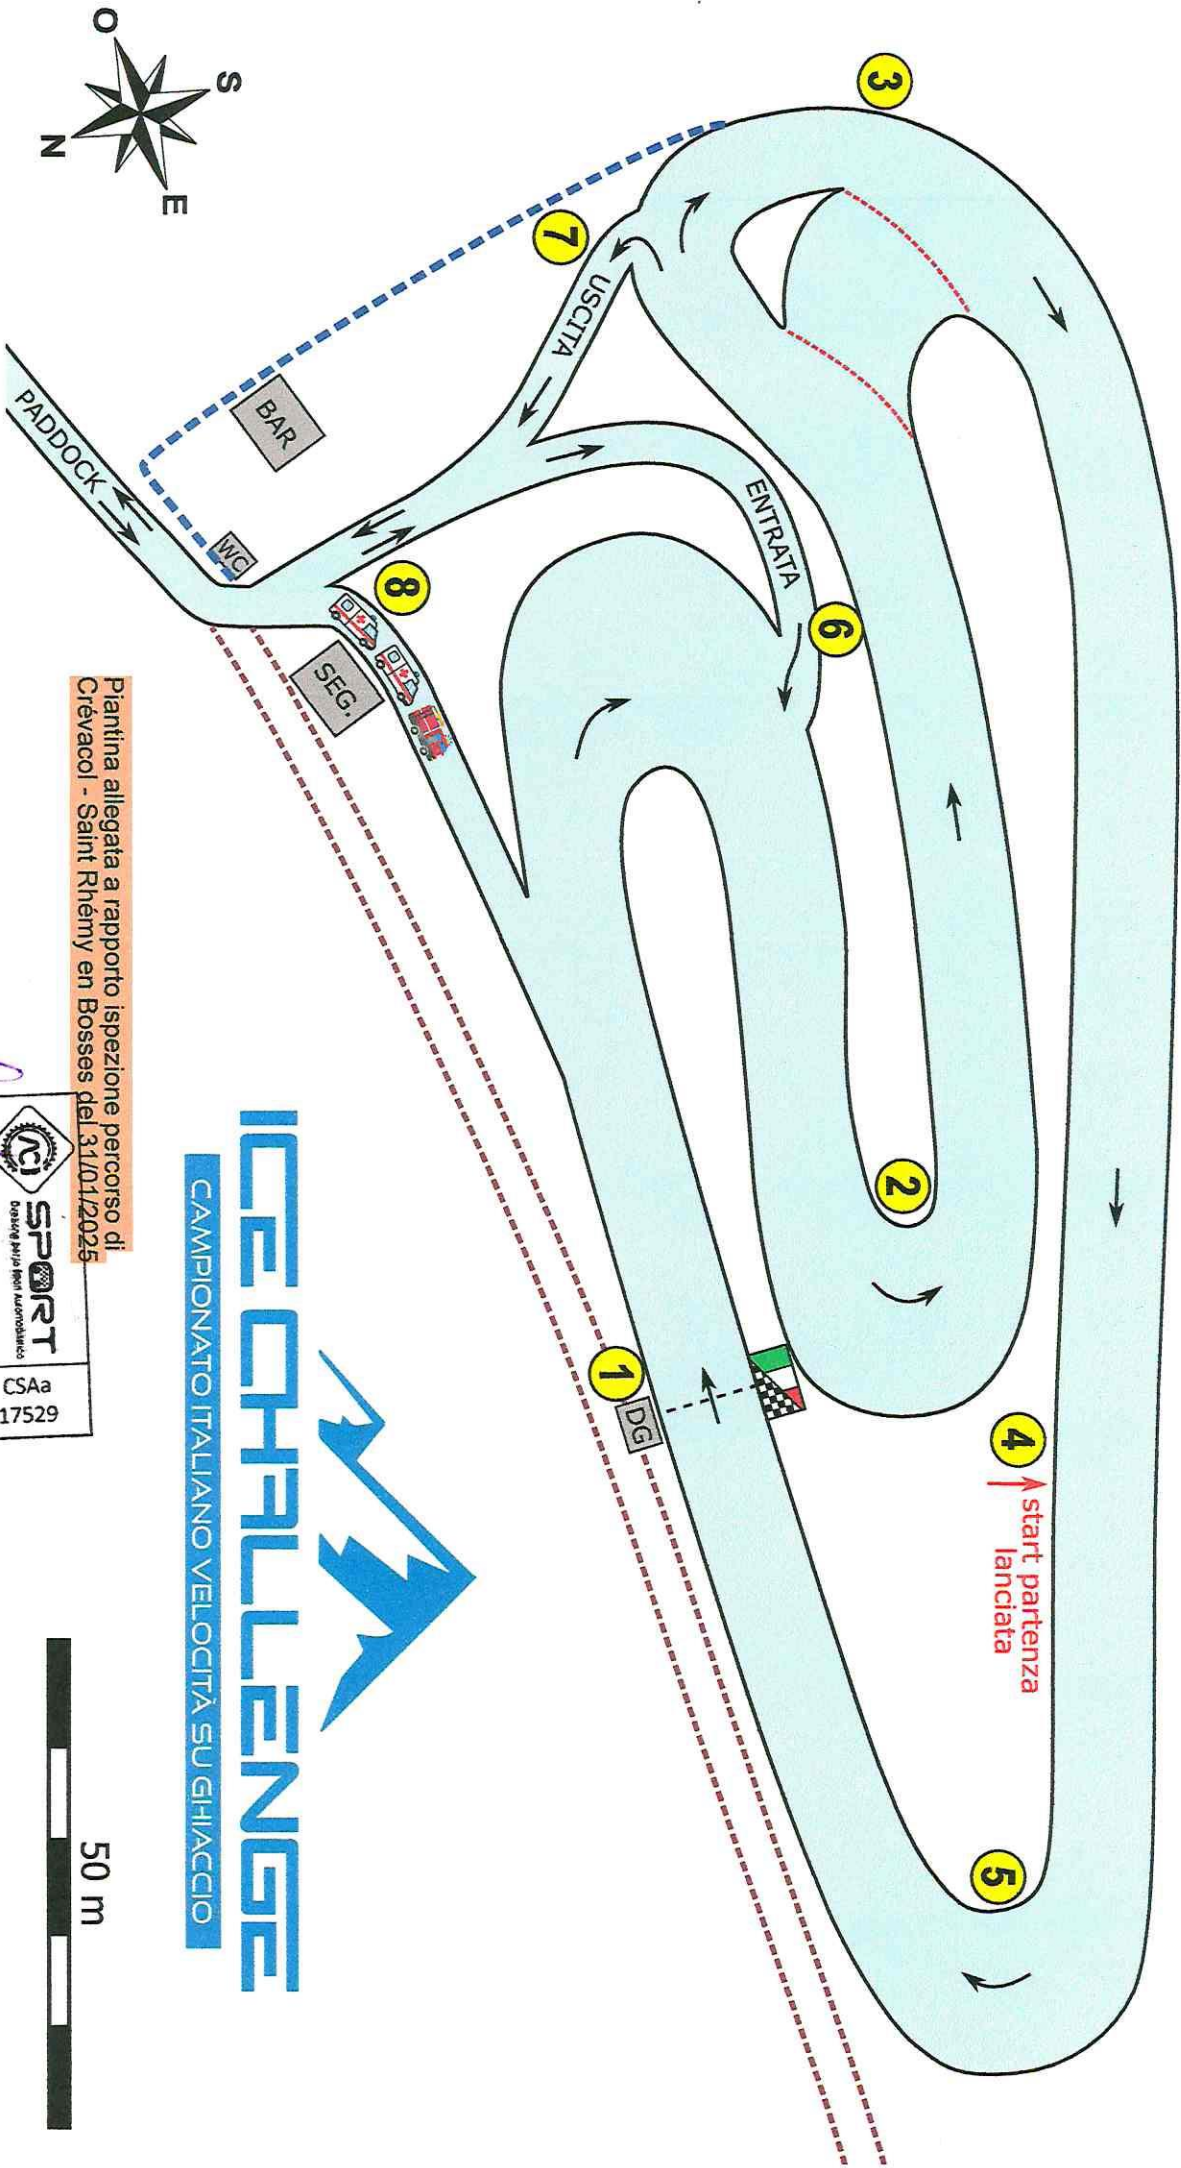 O
S
N
E
3
7
USCITA
BAR
PADDOCK
WC
8
SEG.
ENTRATA
6
2
1
DG
4
start partenza
lanciata
5
Piantina allegata a rapporto ispezione percorso di
Crévacol - Saint Rhémy en Bosses del 31/01/2025
ACI
SPORT
CSAa
17529
ICE CHALLENGE
CAMPIONATO ITALIANO VELOCITÀ SU GHIACCIO
50 m